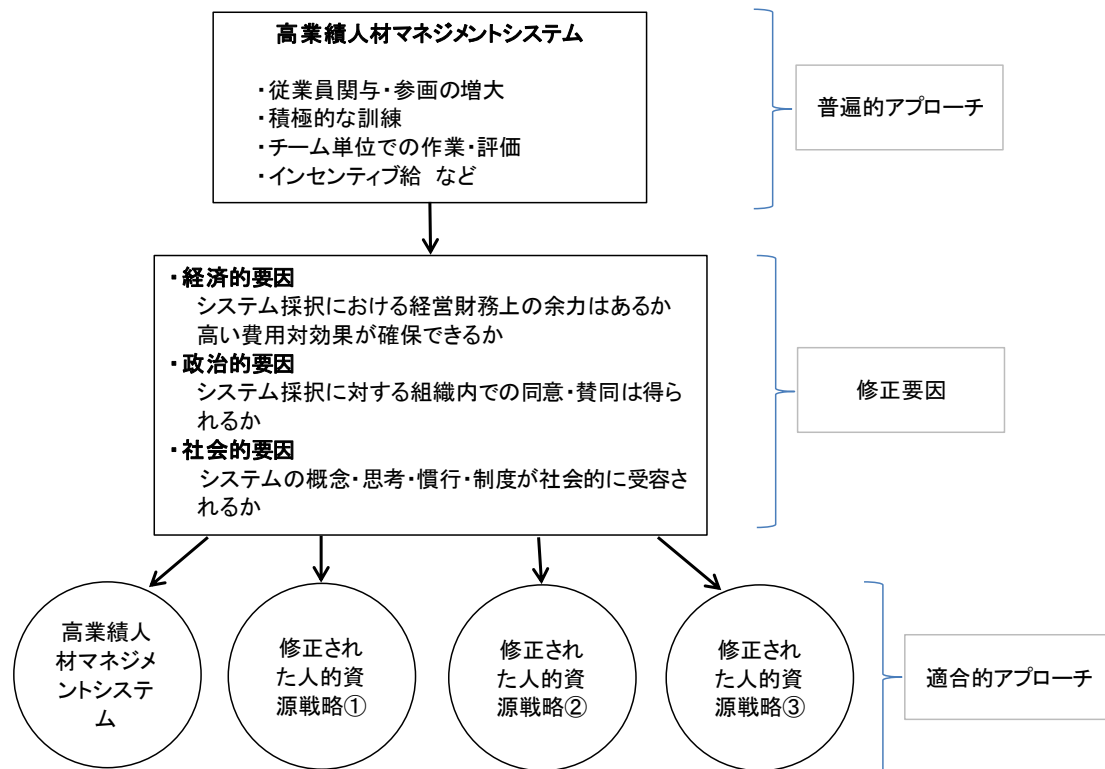 高業績人材マネジメントシステム
・従業員関与・参画の増大
・積極的な訓練
・チーム単位での作業・評価
・インセンティブ給 など
普遍的アプローチ
・経済的要因
システム採択における経営財務上の余力はあるか
高い費用対効果が確保できるか
・政治的要因
システム採択に対する組織内での同意・賛同は得ら
れるか
・社会的要因
システムの概念・思考・慣行・制度が社会的に受容さ
れるか
修正要因
高業績人
材マネジメ
ントシステ
ム
修正され
た人的資
源戦略①
修正され
た人的資
源戦略②
修正され
た人的資
源戦略③
適合的アプローチ